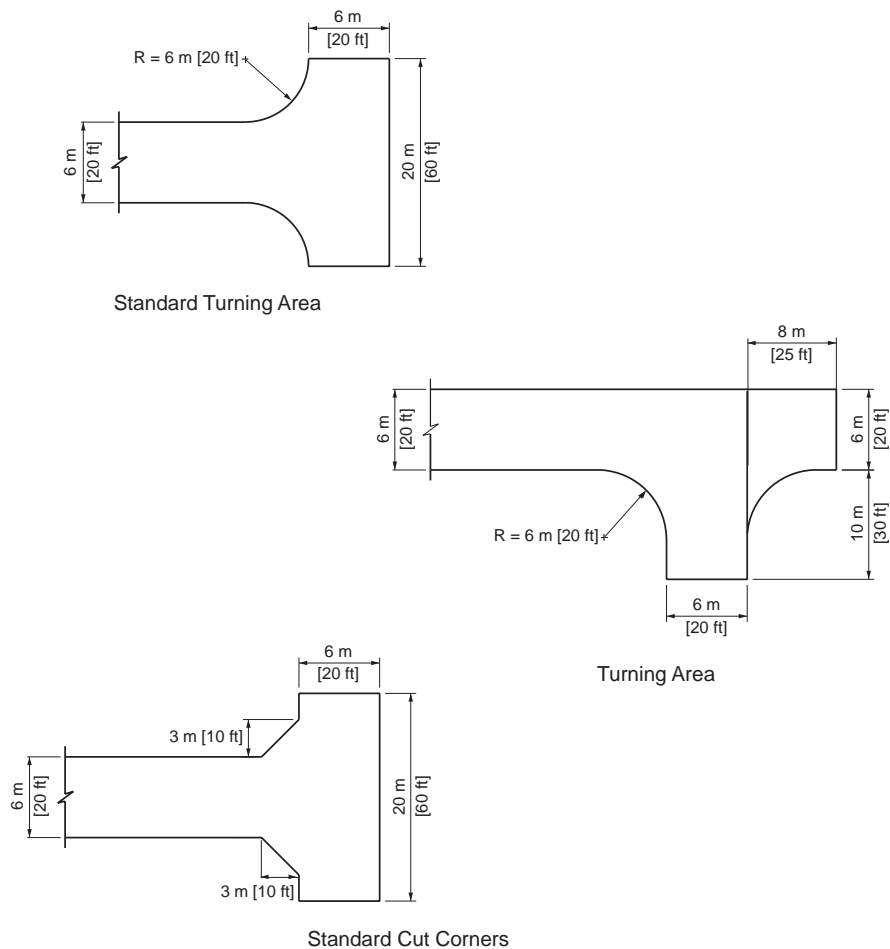 6 m
[20 ft]
R = 6 m [20 ft]
6 m
[20 ft]
20 m
[60 ft]
Standard Turning Area
8 m
[25 ft]
6 m
[20 ft]
6 m
[20 ft]
R = 6 m [20 ft]
10 m
[30 ft]
6 m
[20 ft]
Turning Area
6 m
[20 ft]
3 m [10 ft]
6 m
[20 ft]
20 m
[60 ft]
3 m [10 ft]
Standard Cut Corners